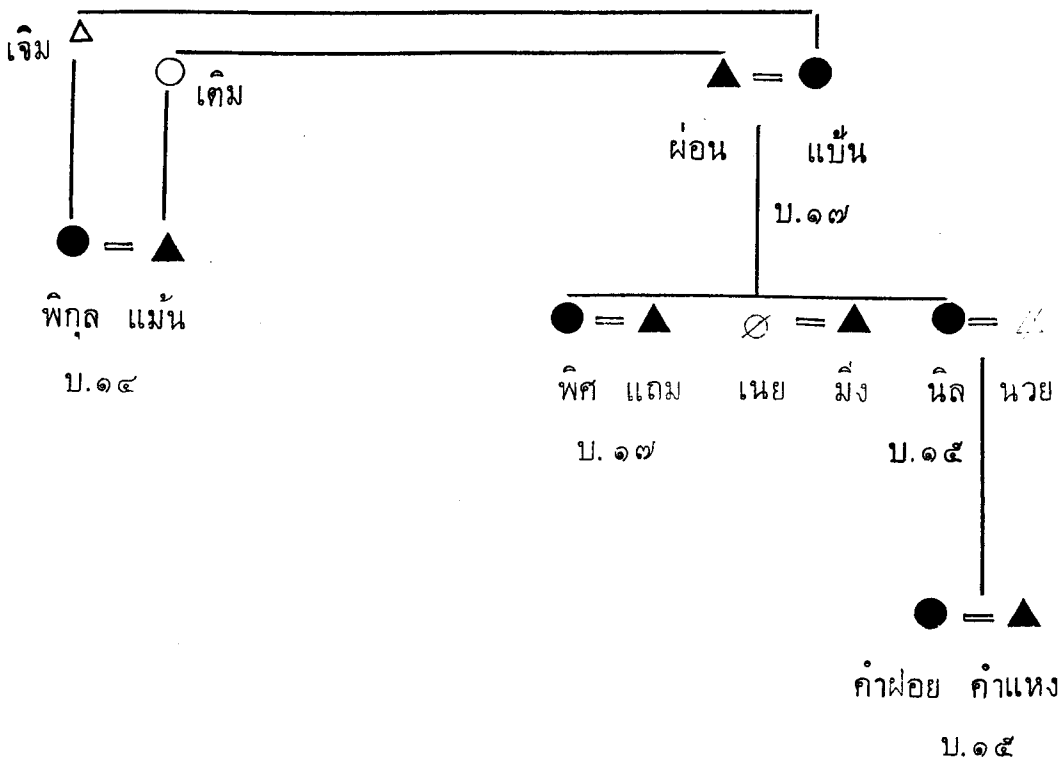 เจิม
เติม
ผ่อน แบ้น
บ.๑๗
พิกุล แม้น
บ.๑๔
พิศ แถม เนย มิ่ง นิล นวย
บ. ๑๗ บ.๑๕
คำฝอย คำแหง
บ.๑๕